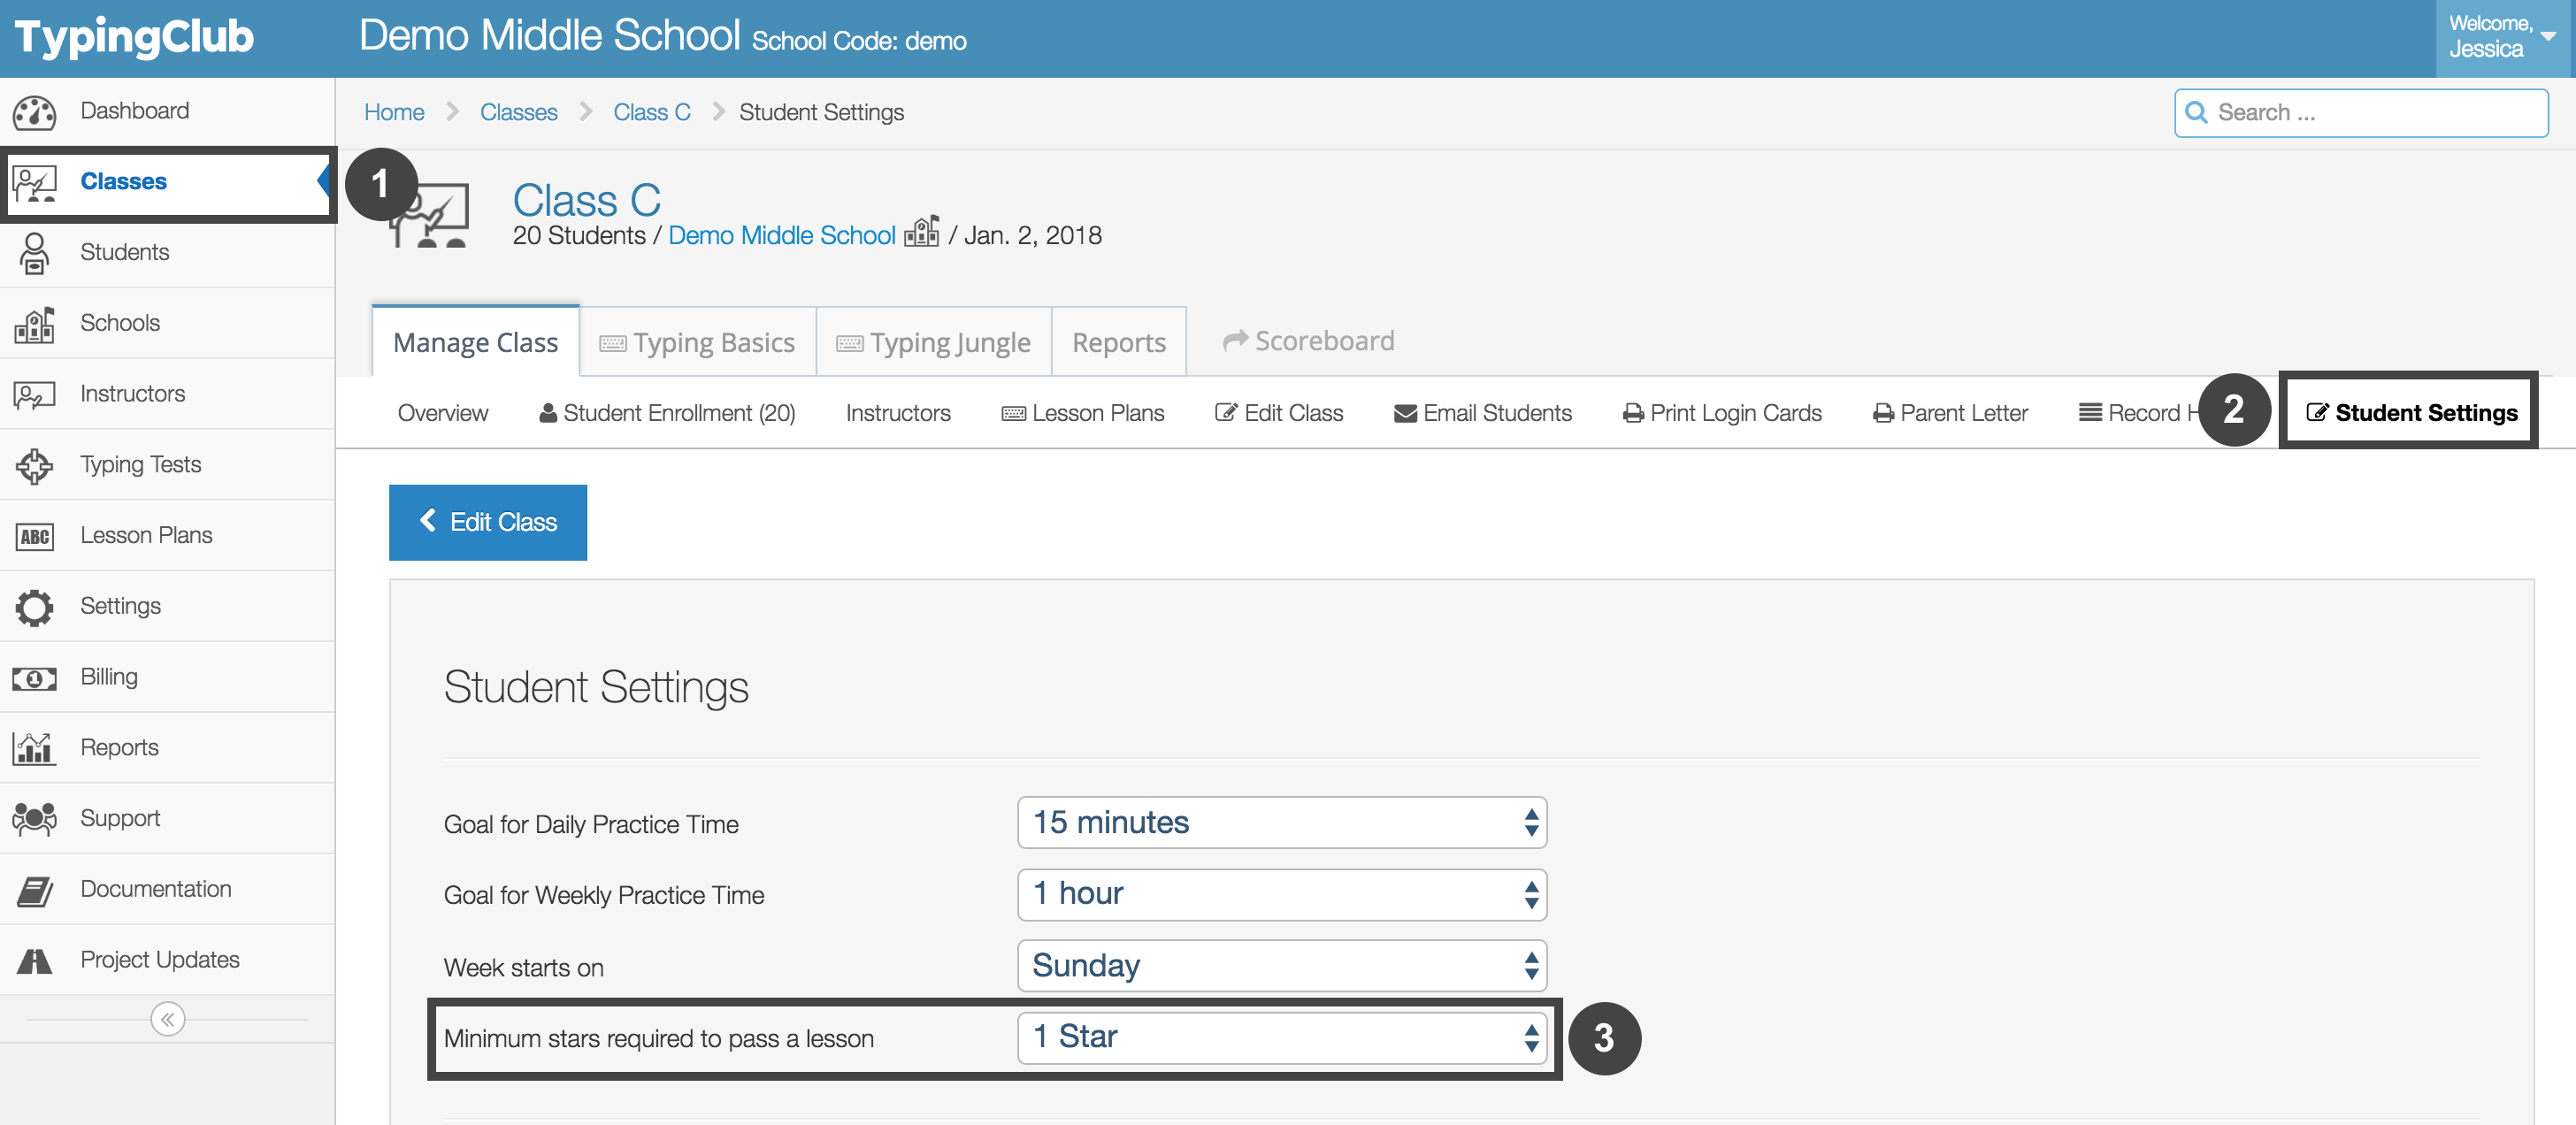 TypingClub
Demo Middle School School Code: demo
Welcome,
Jessica
Dashboard
Classes
Students
Schools
Instructors
Typing Tests
ABC Lesson Plans
Settings
1 Billing
Reports
Support
Documentation
Project Updates
Home Classes Class C Student Settings
Search ...
1
Class C
20 Students / Demo Middle School / Jan. 2, 2018
Manage Class Typing Basics Typing Jungle Reports Scoreboard
Overview Student Enrollment (20) Instructors Lesson Plans Edit Class Email Students Print Login Cards Parent Letter Record 2 Student Settings
Edit Class
Student Settings
Goal for Daily Practice Time 15 minutes
Goal for Weekly Practice Time 1 hour
Week starts on Sunday
Minimum stars required to pass a lesson 1 Star 3